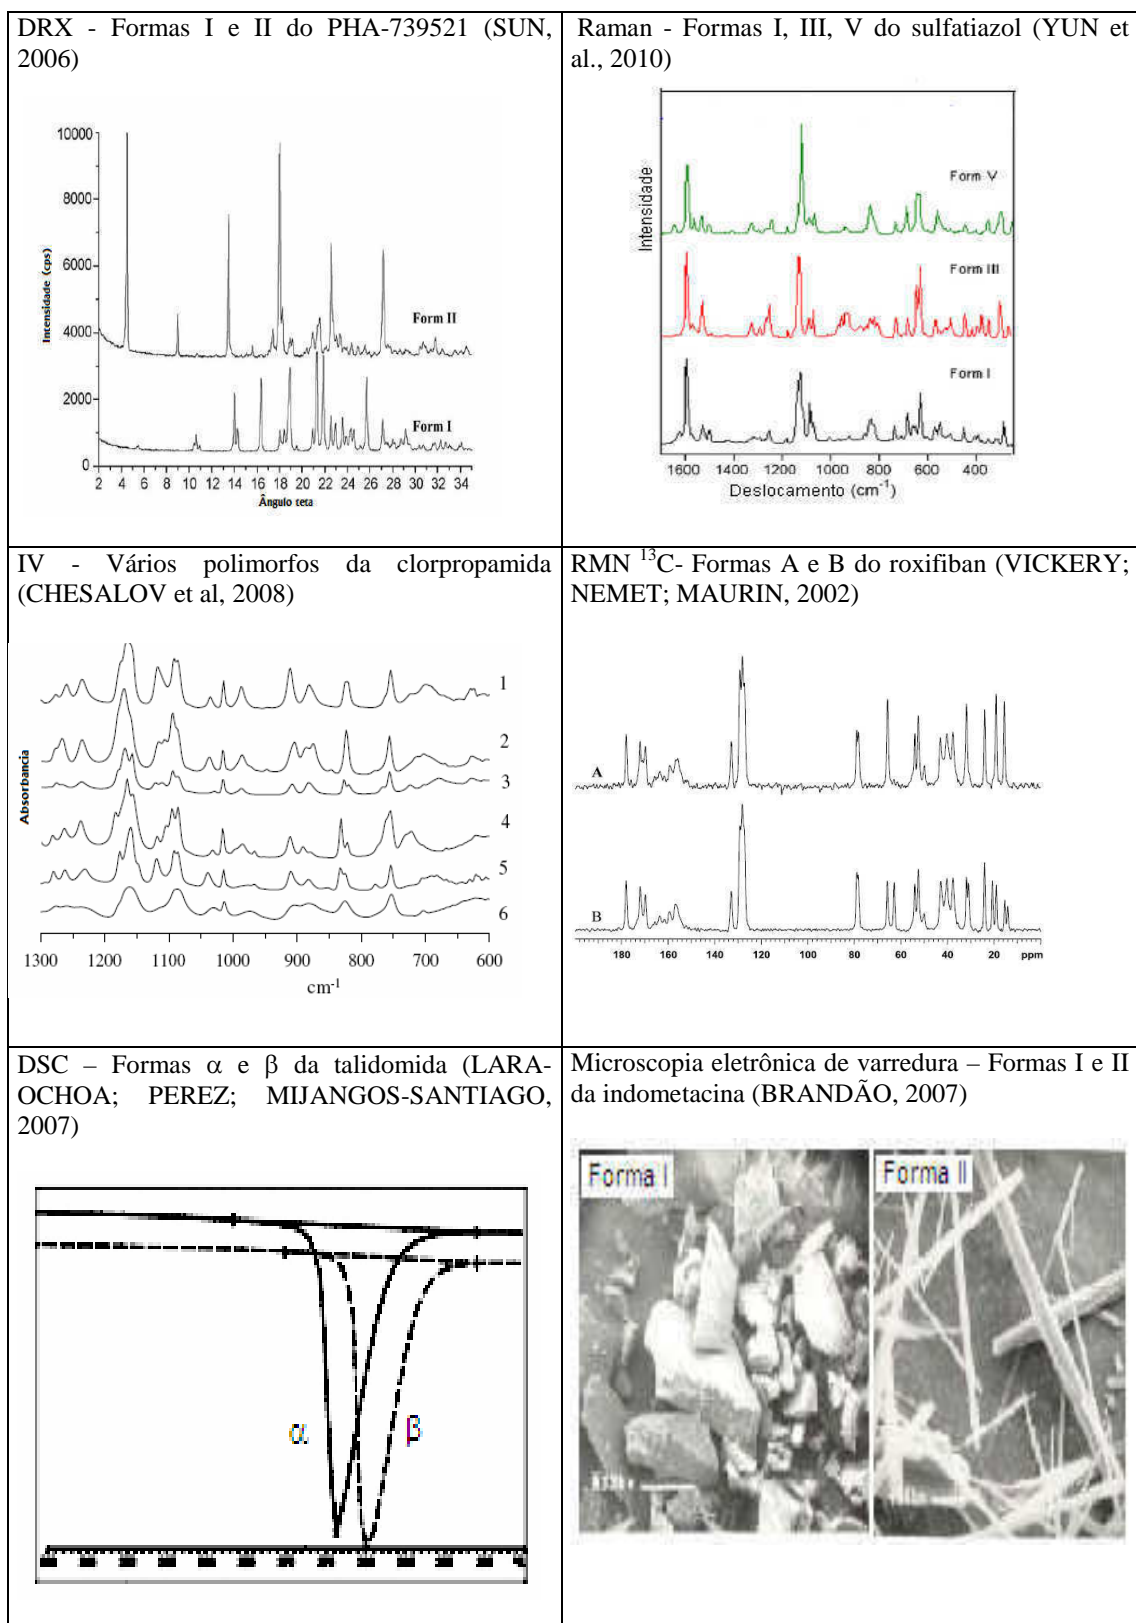 DRX - Formas I e II do PHA-739521 (SUN,
2006)
10000
8000
6000
4000
2000
0
Intensidade (cps)
Form II
Form I
2 4 6 8 10 12 14 16 18 20 22 24 26 28 30 32 34
Ângulo teta
Raman - Formas I, III, V do sulfatiazol (YUN et
al., 2010)
Intensidade
Form V
Form III
Form I
1600 1400 1200 1000 800 600 400
Deslocamento (cm-1)
IV - Vários polimorfos da clorpropamida
(CHESALOV et al, 2008)
Absorbancia
1
2
3
4
5
6
1300 1200 1100 1000 900 800 700 600
cm-1
RMN 13C- Formas A e B do roxifiban (VICKERY;
NEMET; MAURIN, 2002)
A
B
180 160 140 120 100 80 60 40 20 ppm
DSC – Formas α e β da talidomida (LARA-
OCHOA; PEREZ; MIJANGOS-SANTIAGO,
2007)
α
β
Microscopia eletrônica de varredura – Formas I e II
da indometacina (BRANDÃO, 2007)
Forma I
Forma II